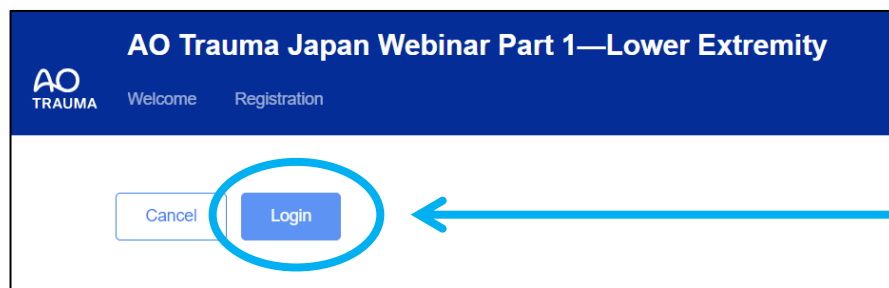 AO Trauma Japan Webinar Part 1—Lower Extremity
AO
TRAUMA
Welcome Registration
Cancel Login